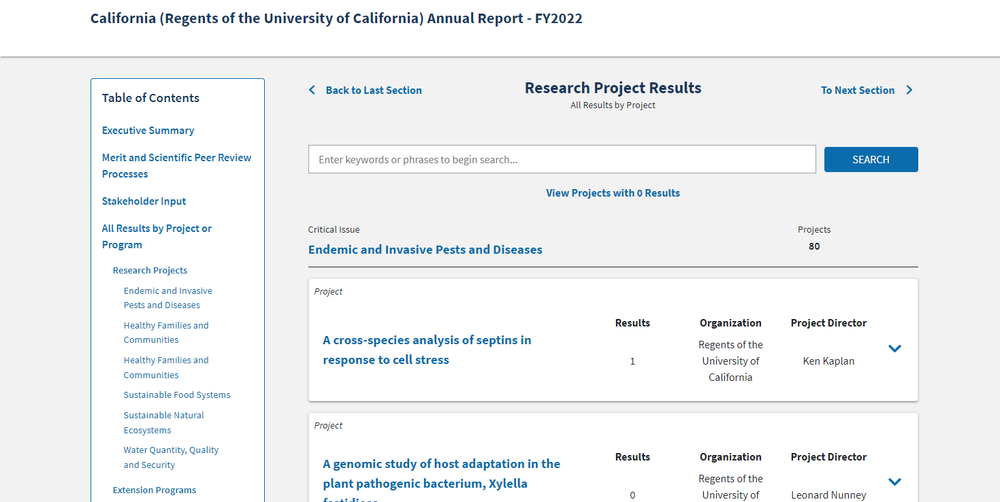 California (Regents of the University of California) Annual Report - FY2022
Table of Contents
Executive Summary
Merit and Scientific Peer Review
Processes
Stakeholder Input
All Results by Project or
Program
Research Projects
Endemic and Invasive
Pests and Diseases
Healthy Families and
Communities
Healthy Families and
Communities
Sustainable Food Systems
Sustainable Natural
Ecosystems
Water Quantity, Quality
and Security
Extension Programs
Back to Last Section
Research Project Results
All Results by Project
To Next Section
Enter keywords or phrases to begin search...
SEARCH
View Projects with 0 Results
Critical Issue
Endemic and Invasive Pests and Diseases
Projects
80
Project
A cross-species analysis of septins in
response to cell stress
Results
1
Organization
Regents of the
University of
California
Project Director
Ken Kaplan
Project
A genomic study of host adaptation in the
plant pathogenic bacterium, Xylella
Results
0
Organization
Regents of the
University of
Project Director
Leonard Nunney